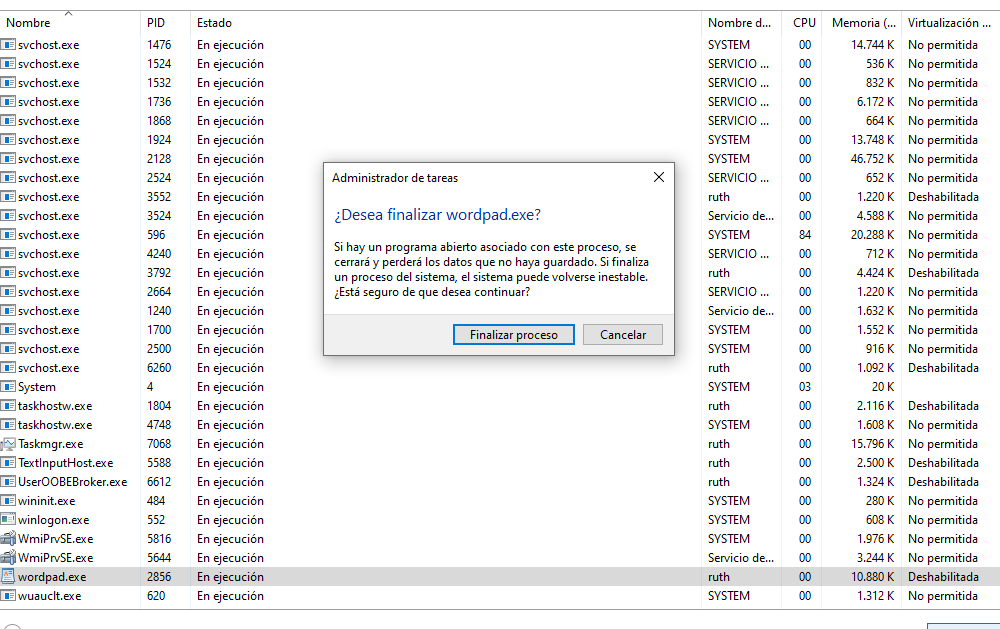 Nombre PID Estado Nombre d... CPU Memoria (... Virtualización ...
svchost.exe 1476 En ejecución SYSTEM 00 14.744 K No permitida
svchost.exe 1524 En ejecución SERVICIO ... 00 536 K No permitida
svchost.exe 1532 En ejecución SERVICIO ... 00 832 K No permitida
svchost.exe 1736 En ejecución SERVICIO ... 00 6.172 K No permitida
svchost.exe 1868 En ejecución SERVICIO ... 00 664 K No permitida
svchost.exe 1924 En ejecución SYSTEM 00 13.748 K No permitida
svchost.exe 2128 En ejecución SYSTEM 00 46.752 K No permitida
svchost.exe 2524 En ejecución SERVICIO ... 00 652 K No permitida
svchost.exe 3552 En ejecución ruth 00 1.220 K Deshabilitada
svchost.exe 3524 En ejecución Servicio de... 00 4.588 K No permitida
svchost.exe 596 En ejecución SYSTEM 84 20.288 K No permitida
svchost.exe 4240 En ejecución SERVICIO ... 00 712 K No permitida
svchost.exe 3792 En ejecución ruth 00 4.424 K Deshabilitada
svchost.exe 2664 En ejecución SERVICIO ... 00 1.220 K No permitida
svchost.exe 1240 En ejecución Servicio de... 00 1.632 K No permitida
svchost.exe 1700 En ejecución SYSTEM 00 1.552 K No permitida
svchost.exe 2500 En ejecución SYSTEM 00 916 K No permitida
svchost.exe 6260 En ejecución ruth 00 1.092 K Deshabilitada
System 4 En ejecución SYSTEM 03 20 K
taskhostw.exe 1804 En ejecución ruth 00 2.116 K Deshabilitada
taskhostw.exe 4748 En ejecución SYSTEM 00 1.608 K No permitida
Taskmgr.exe 7068 En ejecución ruth 00 15.796 K No permitida
TextInputHost.exe 5588 En ejecución ruth 00 2.500 K Deshabilitada
UserOOBEBroker.exe 6612 En ejecución ruth 00 1.324 K Deshabilitada
wininit.exe 484 En ejecución SYSTEM 00 280 K No permitida
winlogon.exe 552 En ejecución SYSTEM 00 608 K No permitida
WmiPrvSE.exe 5816 En ejecución SYSTEM 00 1.976 K No permitida
WmiPrvSE.exe 5644 En ejecución Servicio de... 00 3.244 K No permitida
wordpad.exe 2856 En ejecución ruth 00 10.880 K Deshabilitada
wuauclt.exe 620 En ejecución SYSTEM 00 1.312 K No permitida
Administrador de tareas
¿Desea finalizar wordpad.exe?
Si hay un programa abierto asociado con este proceso, se
cerrará y perderá los datos que no haya guardado. Si finaliza
un proceso del sistema, el sistema puede volverse inestable.
¿Está seguro de que desea continuar?
Finalizar proceso Cancelar